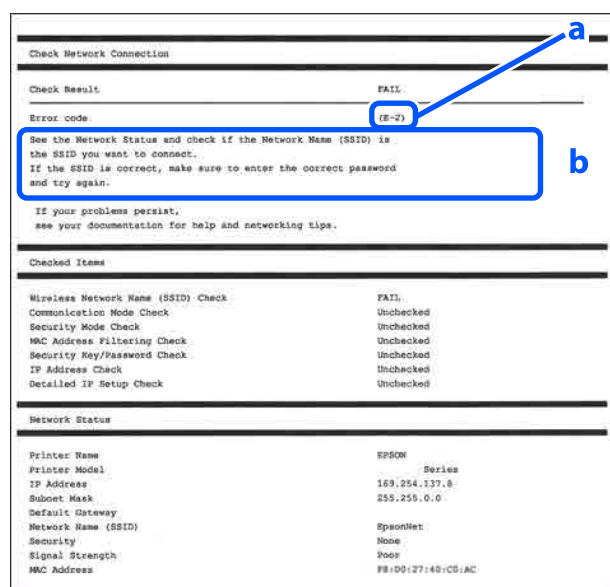 a
Check Network Connection
Check Result FAIL
Error code (E-2)
See the Network Status and check if the Network Name (SSID) is
the SSID you want to connect.
If the SSID is correct, make sure to enter the correct password
and try again.
b
If your problems persist,
see your documentation for help and networking tips.
Checked Items
Wireless Network Name (SSID) Check FAIL
Communication Mode Check Unchecked
Security Mode Check Unchecked
MAC Address Filtering Check Unchecked
Security Key/Password Check Unchecked
IP Address Check Unchecked
Detailed IP Setup Check Unchecked
Network Status
Printer Name EPSON
Printer Model Series
IP Address 169.254.137.8
Subnet Mask 255.255.0.0
Default Gateway
Network Name (SSID) EpsonNet
Security None
Signal Strength Poor
MAC Address F8:D0:27:40:C0:AC